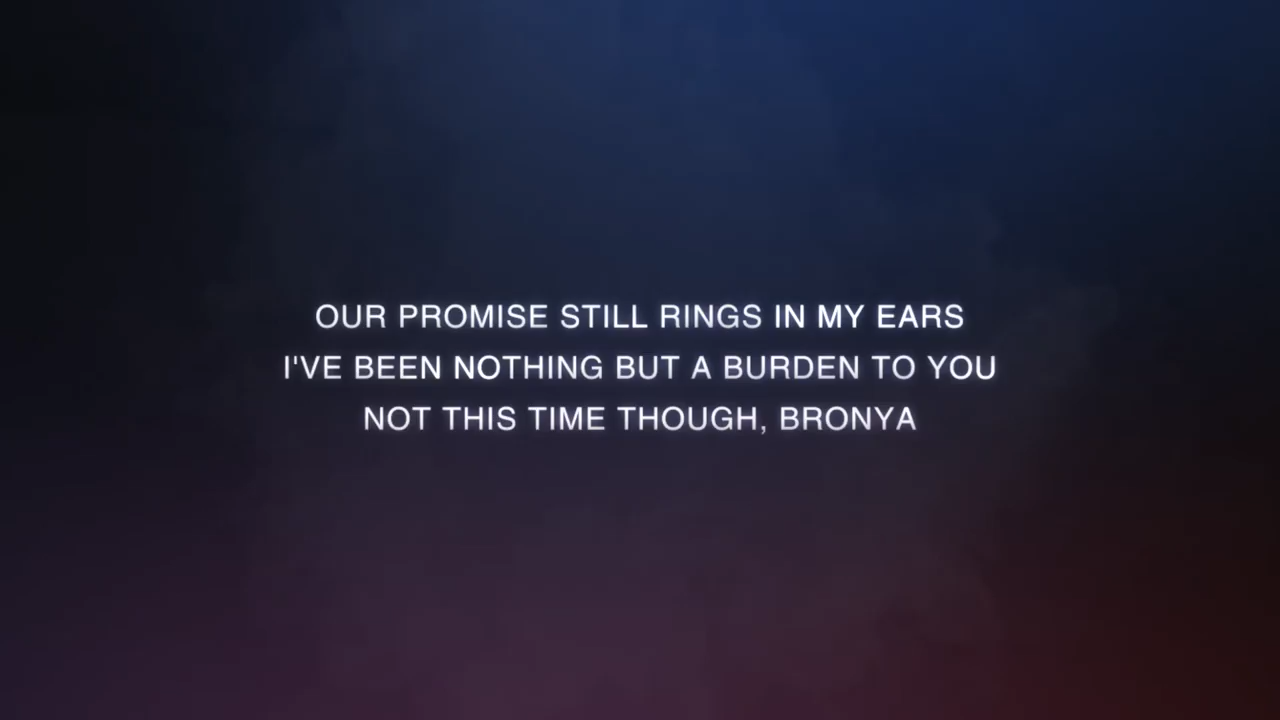 OUR PROMISE STILL RINGS IN MY EARS
I'VE BEEN NOTHING BUT A BURDEN TO YOU
NOT THIS TIME THOUGH, BRONYA